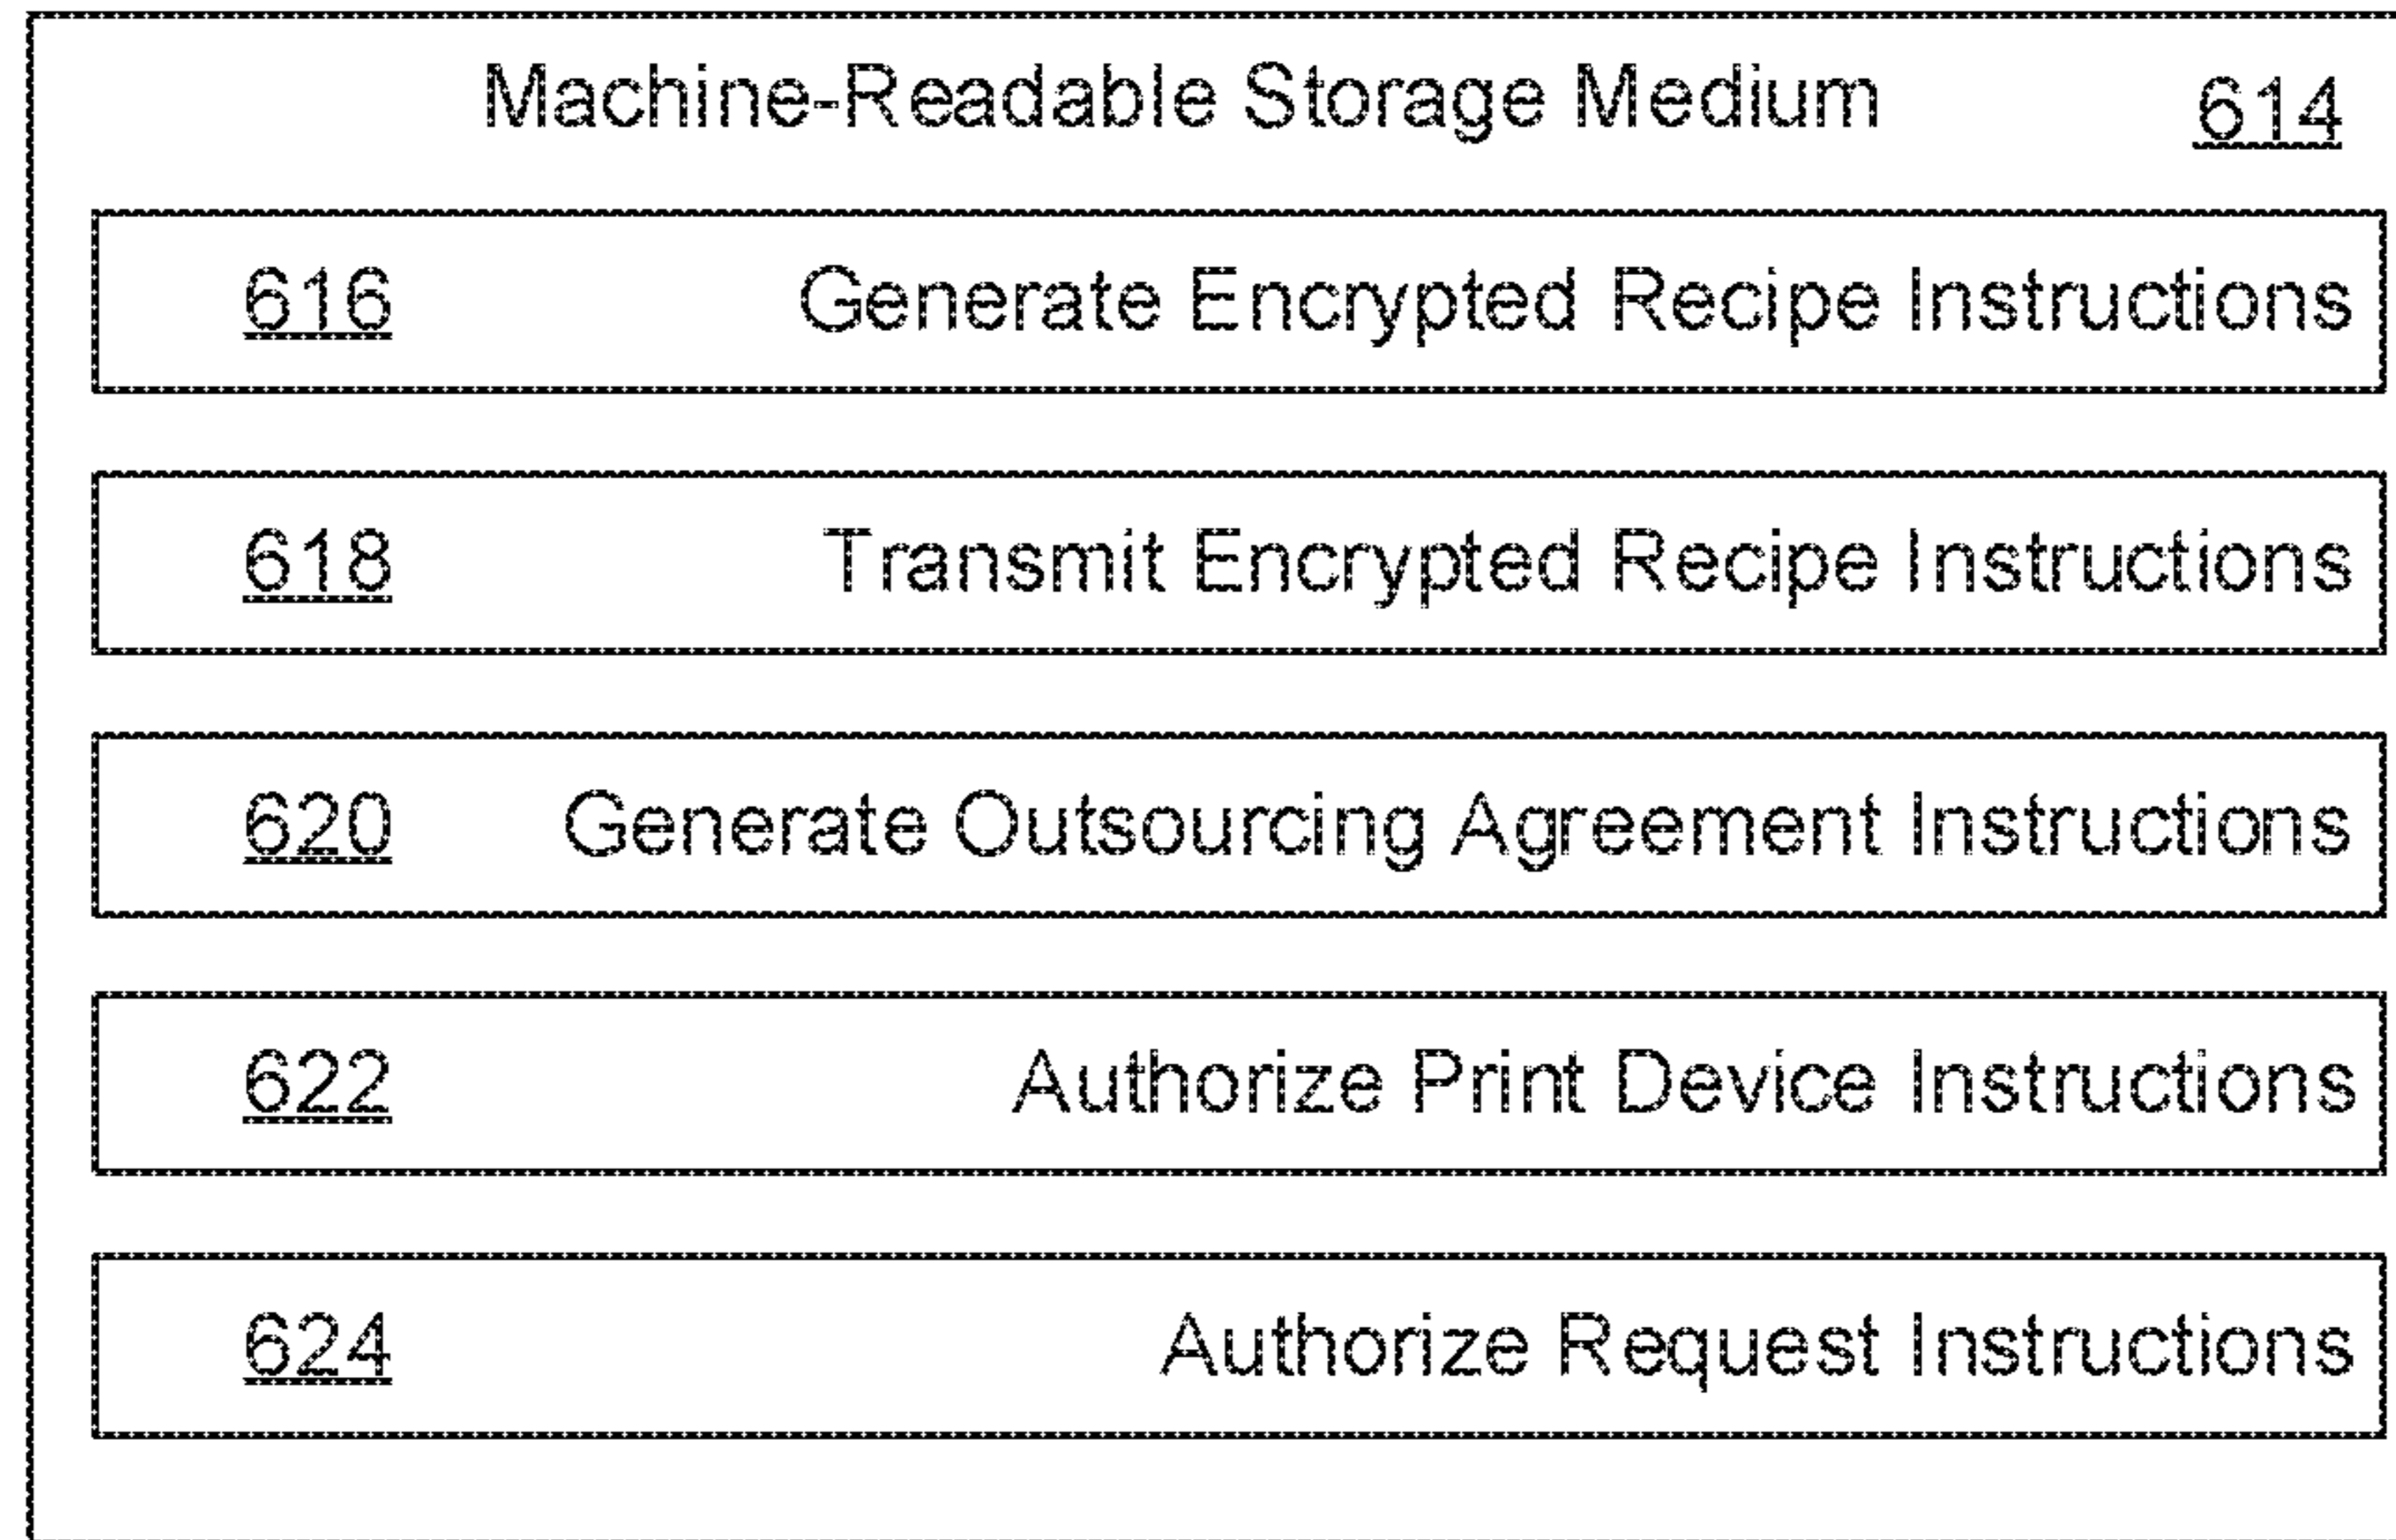 Machine-Readable Storage Medium 614
616 Generate Encrypted Recipe Instructions
618 Transmit Encrypted Recipe Instructions
620 Generate Outsourcing Agreement Instructions
622 Authorize Print Device Instructions
624 Authorize Request Instructions